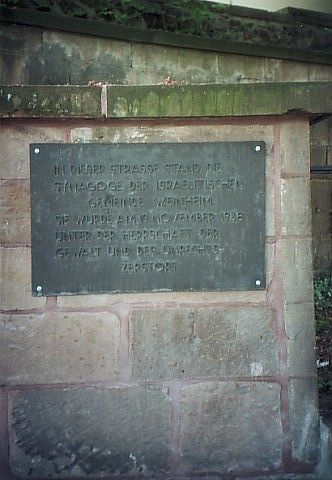 IN DIESER STRASSE STAND DIE
SYNAGOGE DER ISRAELITISCHEN
GEMEINDE WEINHEIM.
SIE WURDE AM 10. NOVEMBER 1938
UNTER DER HERRSCHAFT DER
GEWALT UND DES UNRECHTS
ZERSTÖRT